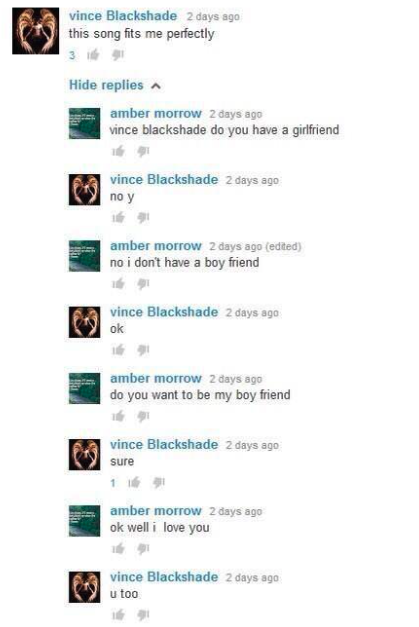 vince Blackshade 2 days ago
this song fits me perfectly
3
Hide replies
amber morrow 2 days ago
vince blackshade do you have a girlfriend
vince Blackshade 2 days ago
no y
amber morrow 2 days ago (edited)
no i don't have a boy friend
vince Blackshade 2 days ago
ok
amber morrow 2 days ago
do you want to be my boy friend
vince Blackshade 2 days ago
sure
1
amber morrow 2 days ago
ok well i love you
vince Blackshade 2 days ago
u too